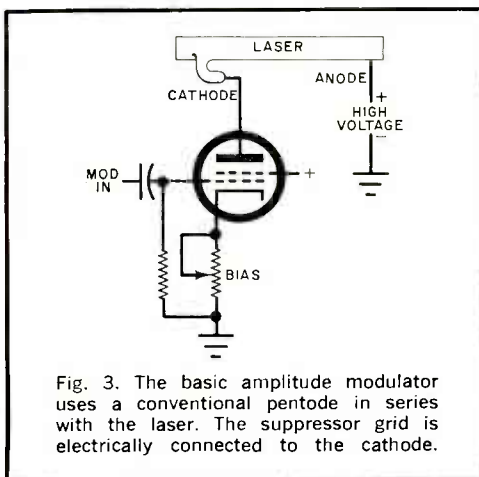 LASER
CATHODE
ANODE
+
HIGH
VOLTAGE
−
MOD
IN
+
BIAS
Fig. 3. The basic amplitude modulator
uses a conventional pentode in series
with the laser. The suppressor grid is
electrically connected to the cathode.